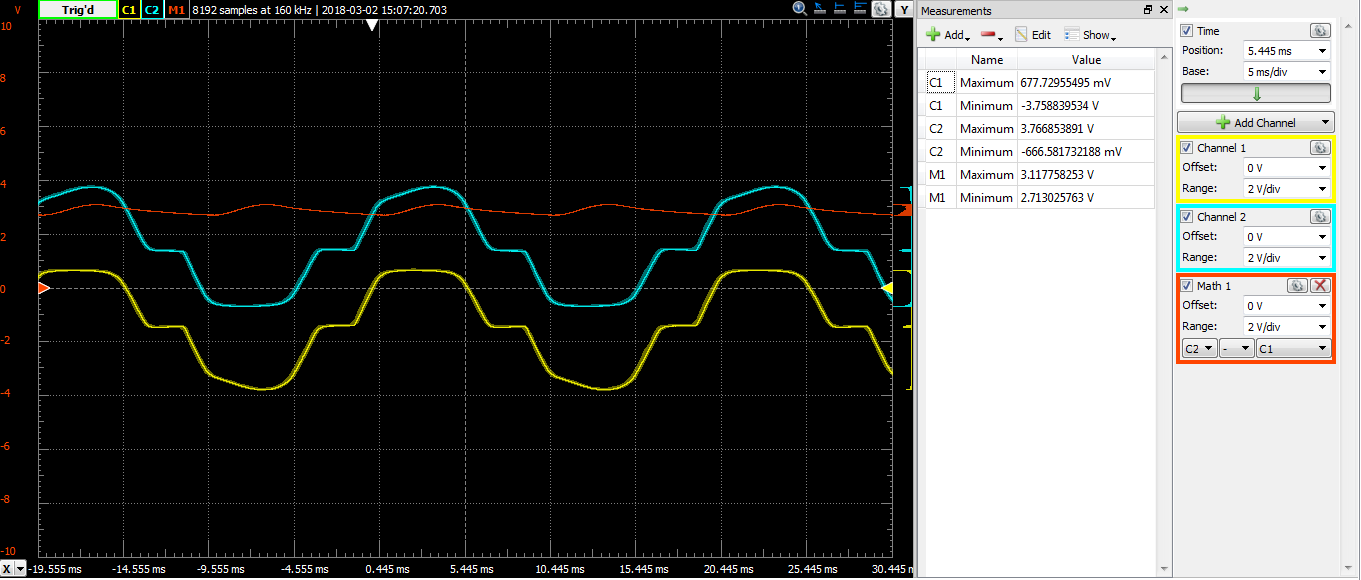 V Trig'd C1 C2 M1 8192 samples at 160 kHz | 2018-03-02 15:07:20.703 Y
10
8
6
4
2
0
-2
-4
-6
-8
-10
X -19.555 ms -14.555 ms -9.555 ms -4.555 ms 0.445 ms 5.445 ms 10.445 ms 15.445 ms 20.445 ms 25.445 ms 30.445 m
Measurements
Add Edit Show
Name Value
C1 Maximum 677.72955495 mV
C1 Minimum -3.758839534 V
C2 Maximum 3.766853891 V
C2 Minimum -666.581732188 mV
M1 Maximum 3.117758253 V
M1 Minimum 2.713025763 V
Time
Position: 5.445 ms
Base: 5 ms/div
Add Channel
Channel 1
Offset: 0 V
Range: 2 V/div
Channel 2
Offset: 0 V
Range: 2 V/div
Math 1
Offset: 0 V
Range: 2 V/div
C2 - C1